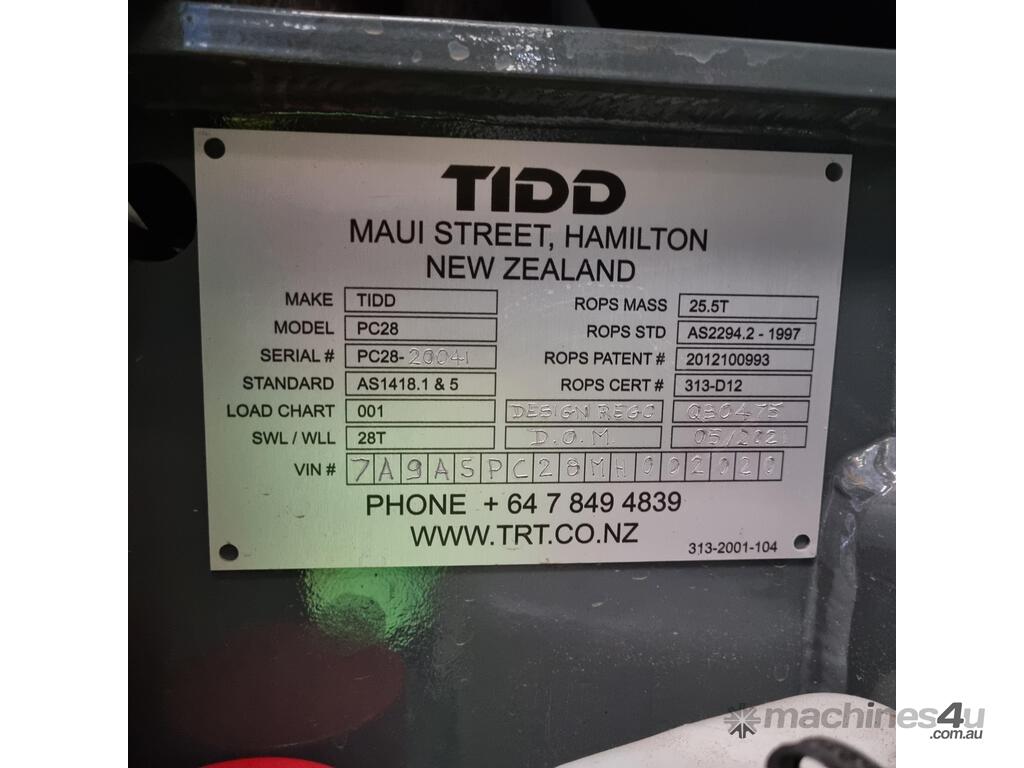 TIDD
MAUI STREET, HAMILTON
NEW ZEALAND
MAKE TIDD ROPS MASS 25.5T
MODEL PC28 ROPS STD AS2294.2 - 1997
SERIAL # PC28-20041 ROPS PATENT # 2012100993
STANDARD AS1418.1 & 5 ROPS CERT # 313-D12
LOAD CHART 001 DESIGN REGO Q30475
SWL / WLL 28T D.O.M. 05/2021
VIN # 7A9A5PC28MH002020
PHONE + 64 7 849 4839
WWW.TRT.CO.NZ
313-2001-104
machines4u
.com.au